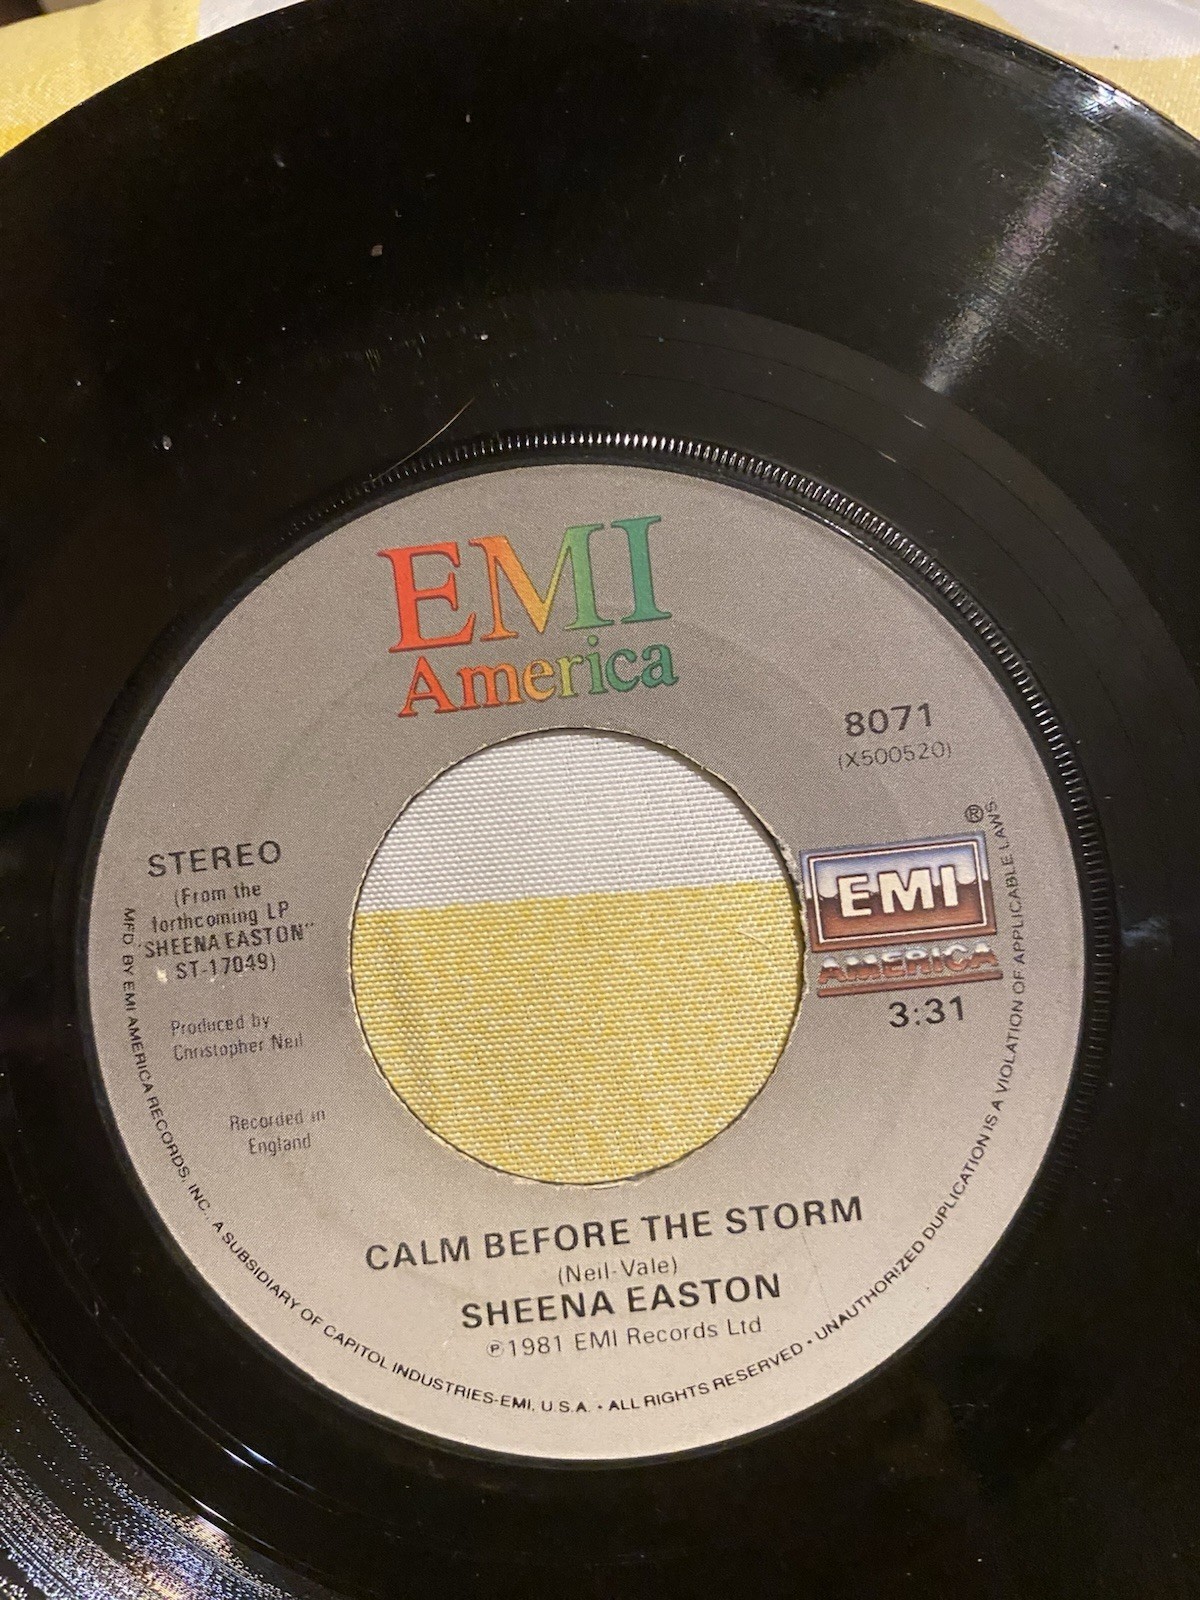 EMI
America
8071
(X500520)
STEREO
(From the
forthcoming LP
"SHEENA EASTON"
ST-17049)
Produced by
Christopher Neil
Recorded in
England
®
EMI
AMERICA
3:31
CALM BEFORE THE STORM
(Neil-Vale)
SHEENA EASTON
℗1981 EMI Records Ltd
MFD. BY EMI AMERICA RECORDS, INC., A SUBSIDIARY OF CAPITOL INDUSTRIES-EMI, U.S.A. • ALL RIGHTS RESERVED • UNAUTHORIZED DUPLICATION IS A VIOLATION OF APPLICABLE LAWS